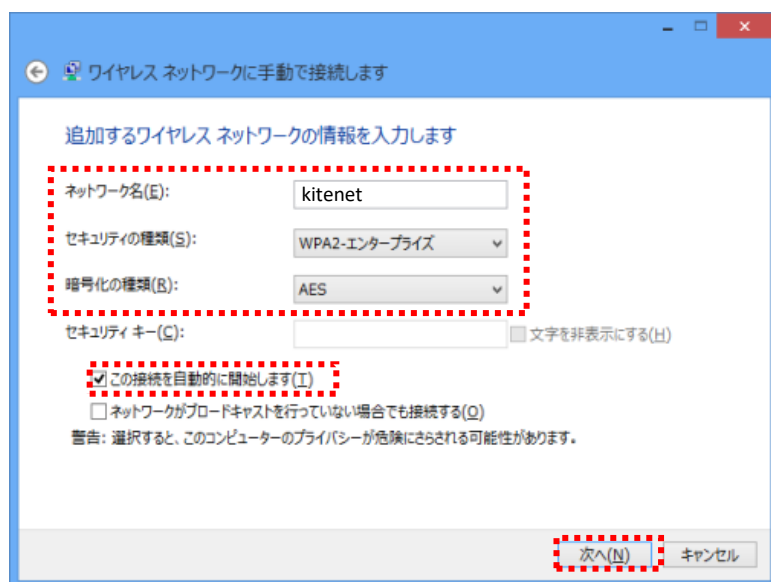 ワイヤレス ネットワークに手動で接続します
追加するワイヤレス ネットワークの情報を入力します
ネットワーク名(E): kitenet
セキュリティの種類(S): WPA2-エンタープライズ
暗号化の種類(R): AES
セキュリティ キー(C): 文字を非表示にする(H)
この接続を自動的に開始します(T)
ネットワークがブロードキャストを行っていない場合でも接続する(O)
警告: 選択すると、このコンピューターのプライバシーが危険にさらされる可能性があります。
次へ(N) キャンセル